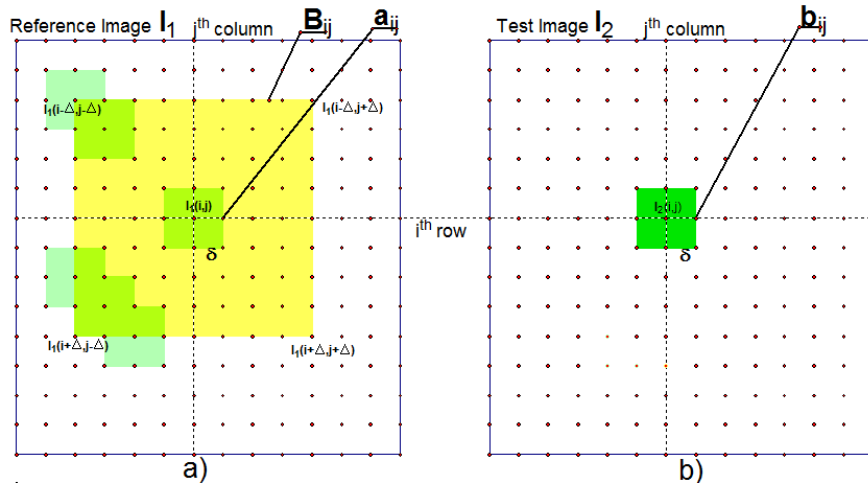 Reference Image I1 jth column Bij aij
I1(i-Δ,j-Δ) I1(i-Δ,j+Δ)
I1(i,j)
δ
I1(i+Δ,j-Δ) I1(i+Δ,j+Δ)
a)
ith row
Test Image I2 jth column bij
I2(i,j)
δ
b)